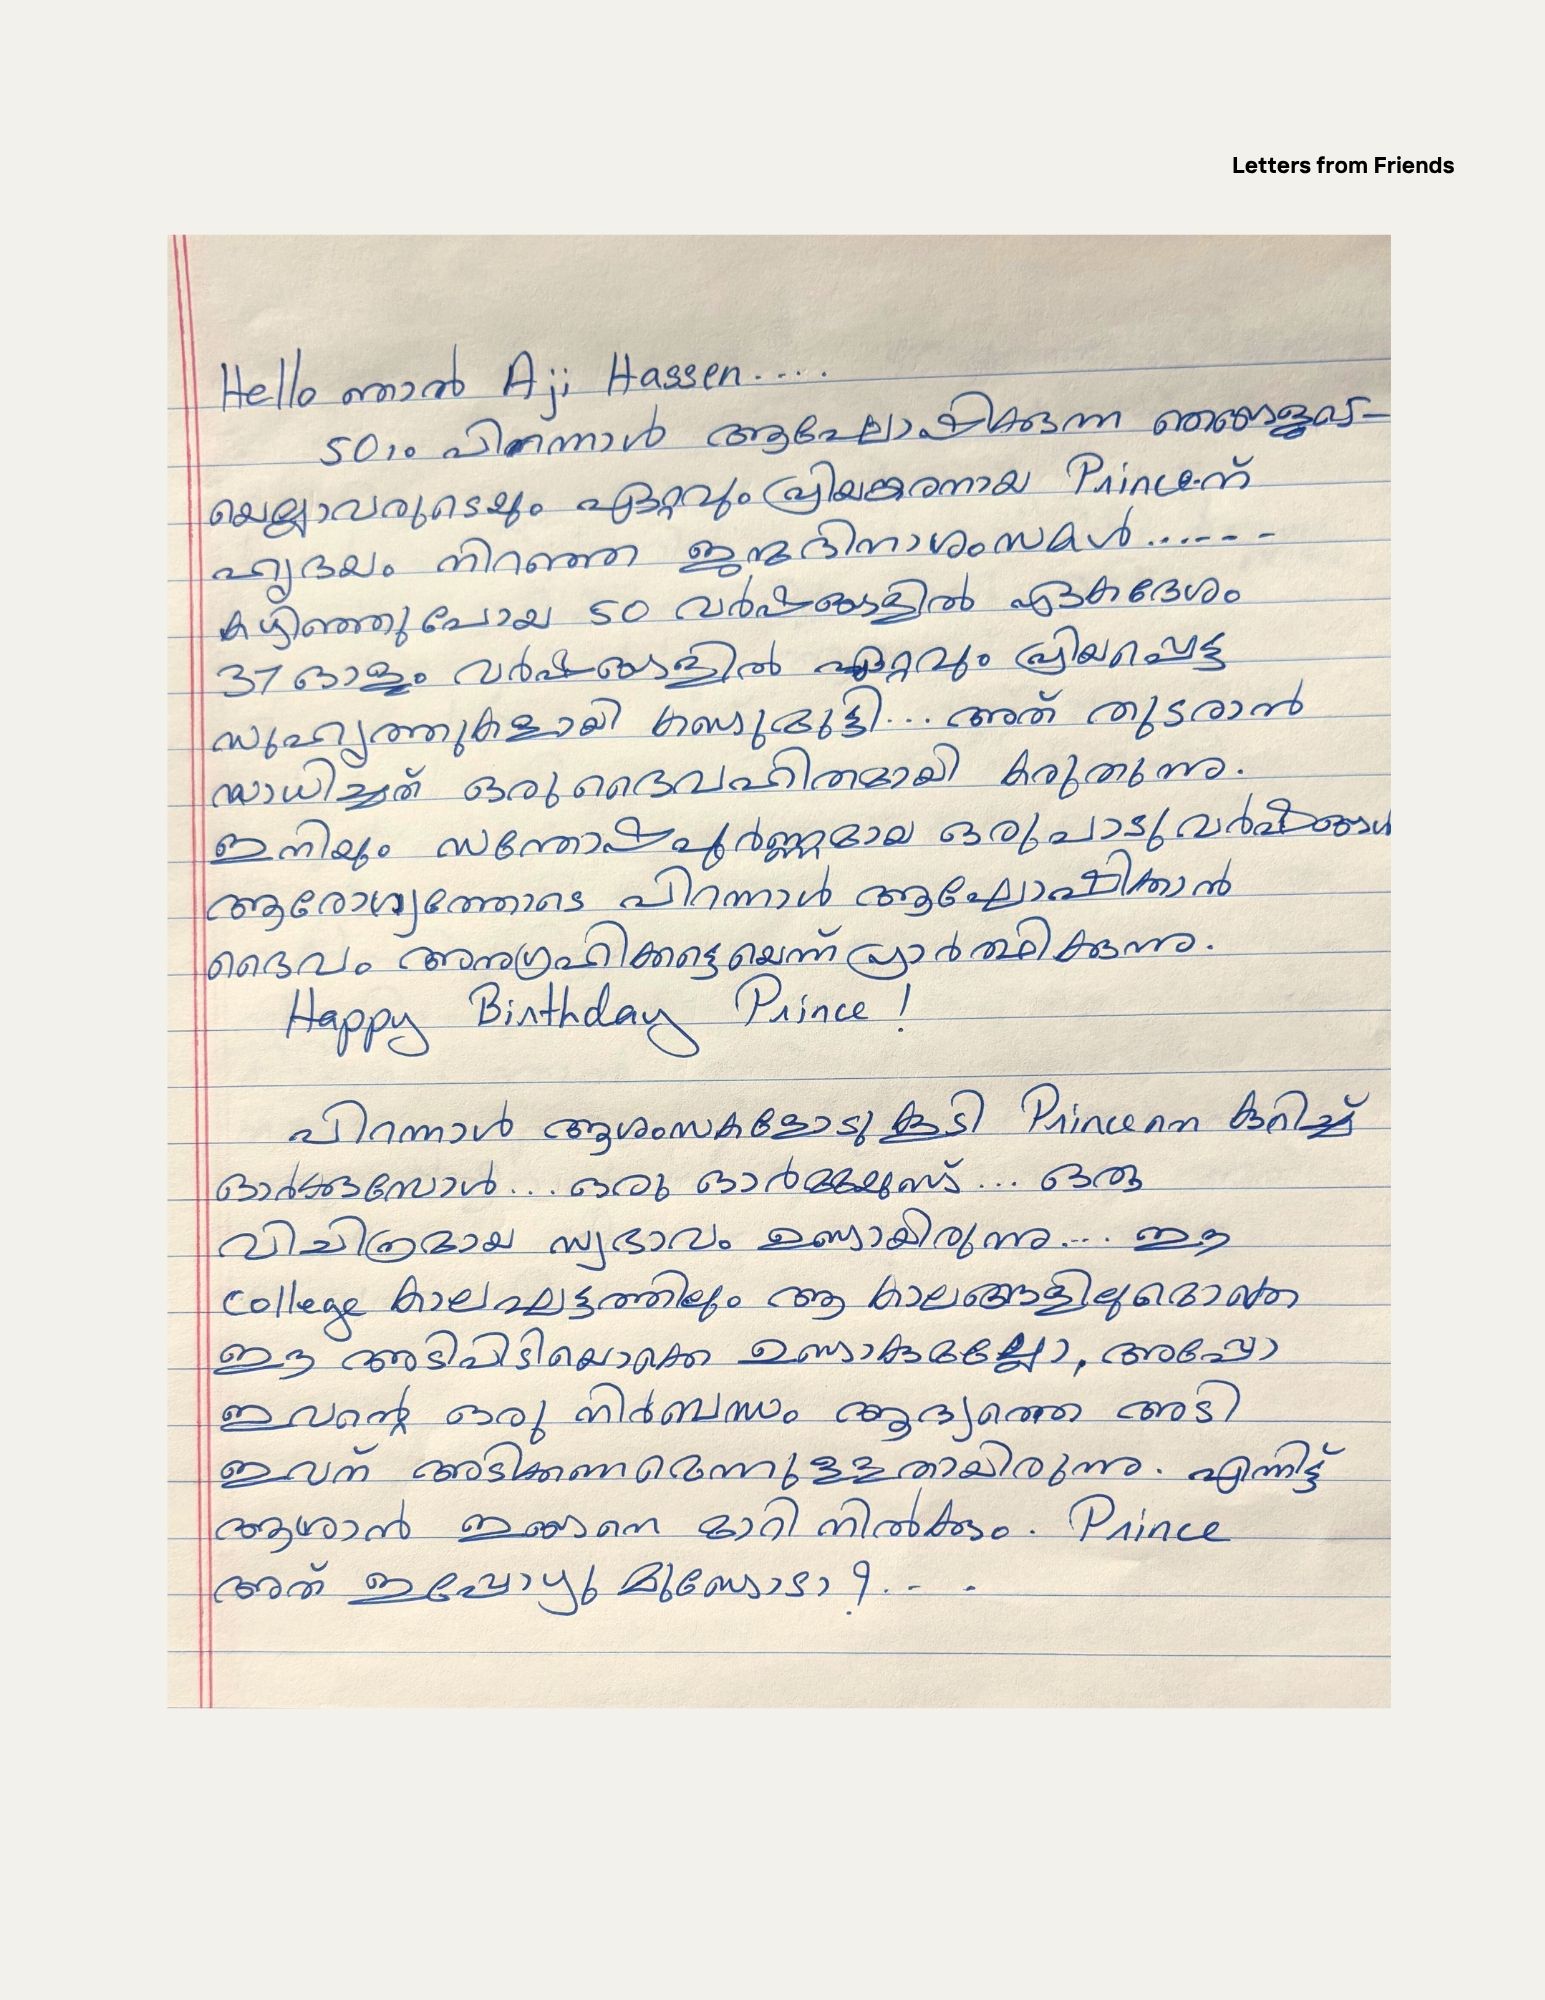 Letters from Friends
Hello ഞാൻ Aji Hassen.....
50ാം പിറന്നാൾ ആഘോഷിക്കുന്ന ഞങ്ങളുടെ-
യെല്ലാവരുടെയും ഏറ്റവും പ്രിയങ്കരനായ Prince-ന്
ഹൃദയം നിറഞ്ഞ ജന്മദിനാശംസകൾ......---
കഴിഞ്ഞുപോയ 50 വർഷങ്ങളിൽ ഏകദേശം
37 ഓളം വർഷങ്ങളിൽ ഏറ്റവും പ്രിയപ്പെട്ട
സുഹൃത്തുകളായി കണ്ടുമുട്ടി... അത് തുടരാൻ
സാധിച്ചത് ഒരു ദൈവഹിതമായി കരുതുന്നു.
ഇനിയും സന്തോഷപൂർണ്ണമായ ഒരുപാടു വർഷങ്ങൾ
ആരോഗ്യത്തോടെ പിറന്നാൾ ആഘോഷിക്കാൻ
ദൈവം അനുഗ്രഹിക്കട്ടെയെന്ന് പ്രാർത്ഥിക്കുന്നു.
Happy Birthday Prince!
പിറന്നാൾ ആശംസകളോടു കൂടി Princeനെ കുറിച്ച്
ഓർക്കുമ്പോൾ... ഒരു ഓർമ്മയുണ്ട്... ഒരു
വിചിത്രമായ സ്വഭാവം ഉണ്ടായിരുന്നു.... ഈ
College കാലഘട്ടത്തിലും ആ കാലങ്ങളിലുമൊക്കെ
ഈ അടിപിടിയൊക്കെ ഉണ്ടാകുമല്ലോ, അപ്പോ
ഇവന്റെ ഒരു നിർബന്ധം ആദ്യത്തെ അടി
ഇവന് അടിക്കണമെന്നുള്ളതായിരുന്നു. എന്നിട്ട്
ആശാൻ ഇങ്ങനെ മാറി നിൽക്കും. Prince
അത് ഇപ്പോഴും ഉണ്ടോടാ?.- -